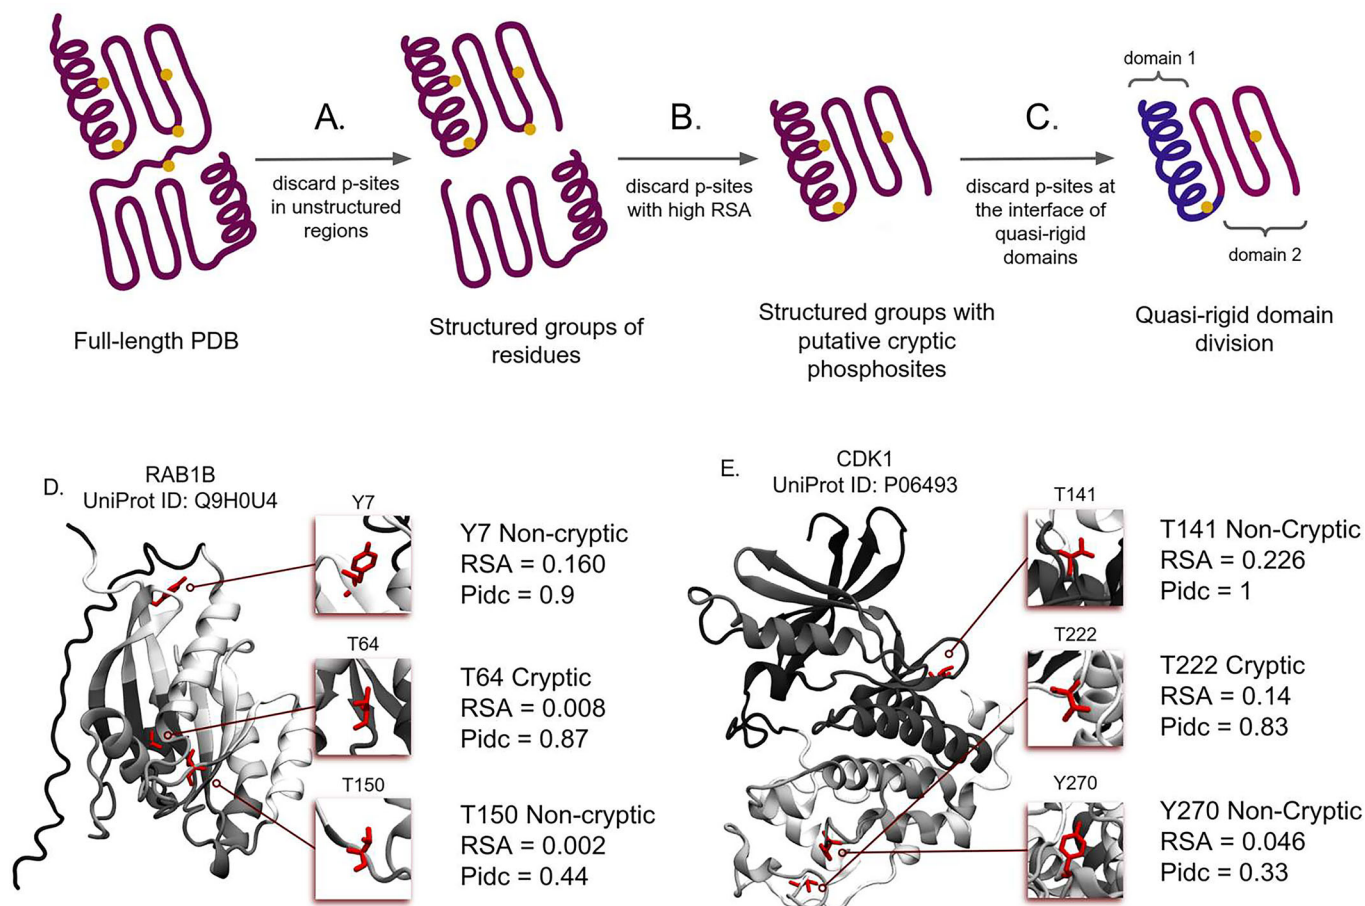 A.
discard p-sites
in unstructured
regions
B.
discard p-sites
with high RSA
C.
discard p-sites at
the interface of
quasi-rigid
domains
domain 1
domain 2
Full-length PDB
Structured groups of
residues
Structured groups with
putative cryptic
phosphosites
Quasi-rigid domain
division
D.
RAB1B
UniProt ID: Q9H0U4
Y7
Y7 Non-cryptic
RSA = 0.160
Pidc = 0.9
T64
T64 Cryptic
RSA = 0.008
Pidc = 0.87
T150
T150 Non-cryptic
RSA = 0.002
Pidc = 0.44
E.
CDK1
UniProt ID: P06493
T141
T141 Non-Cryptic
RSA = 0.226
Pidc = 1
T222
T222 Cryptic
RSA = 0.14
Pidc = 0.83
Y270
Y270 Non-Cryptic
RSA = 0.046
Pidc = 0.33